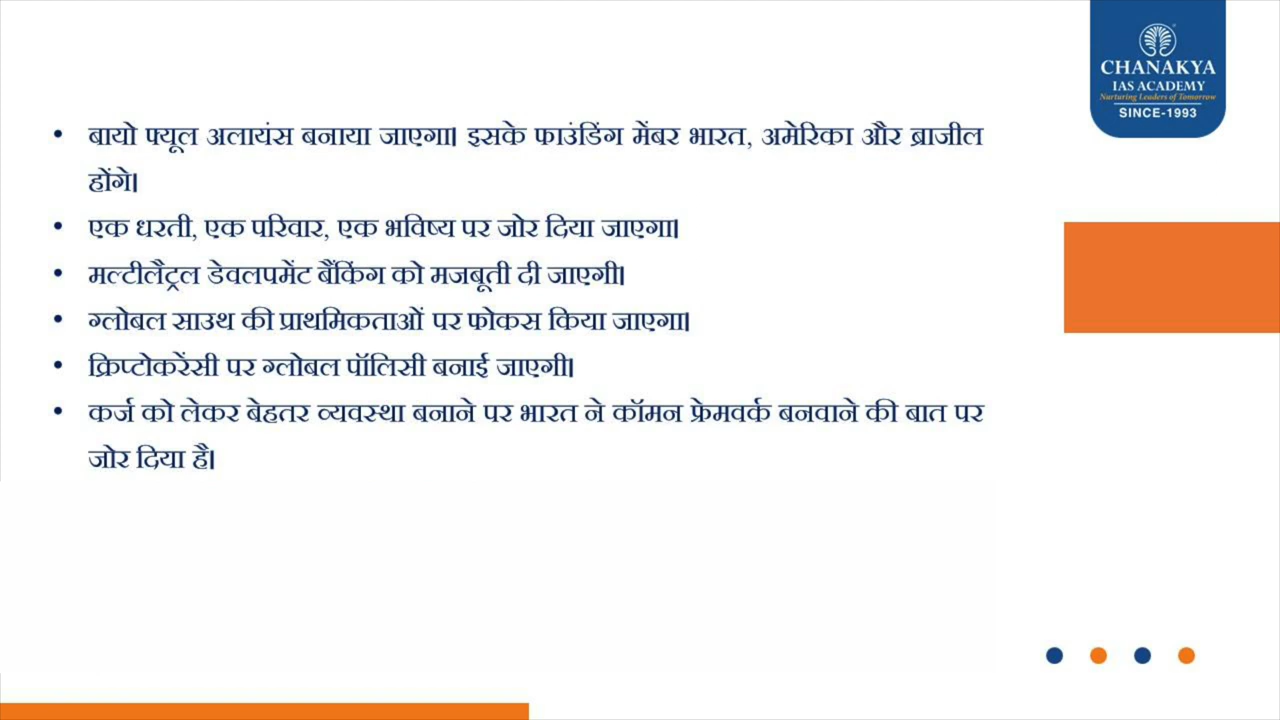 CHANAKYA
IAS ACADEMY
Nurturing Leaders of Tomorrow
SINCE-1993
• बायो फ्यूल अलायंस बनाया जाएगा। इसके फाउंडिंग मेंबर भारत, अमेरिका और ब्राजील
होंगे।
• एक धरती, एक परिवार, एक भविष्य पर जोर दिया जाएगा।
• मल्टीलैट्रल डेवलपमेंट बैंकिंग को मजबूती दी जाएगी।
• ग्लोबल साउथ की प्राथमिकताओं पर फोकस किया जाएगा।
• क्रिप्टोकरेंसी पर ग्लोबल पॉलिसी बनाई जाएगी।
• कर्ज को लेकर बेहतर व्यवस्था बनाने पर भारत ने कॉमन फ्रेमवर्क बनवाने की बात पर
जोर दिया है।